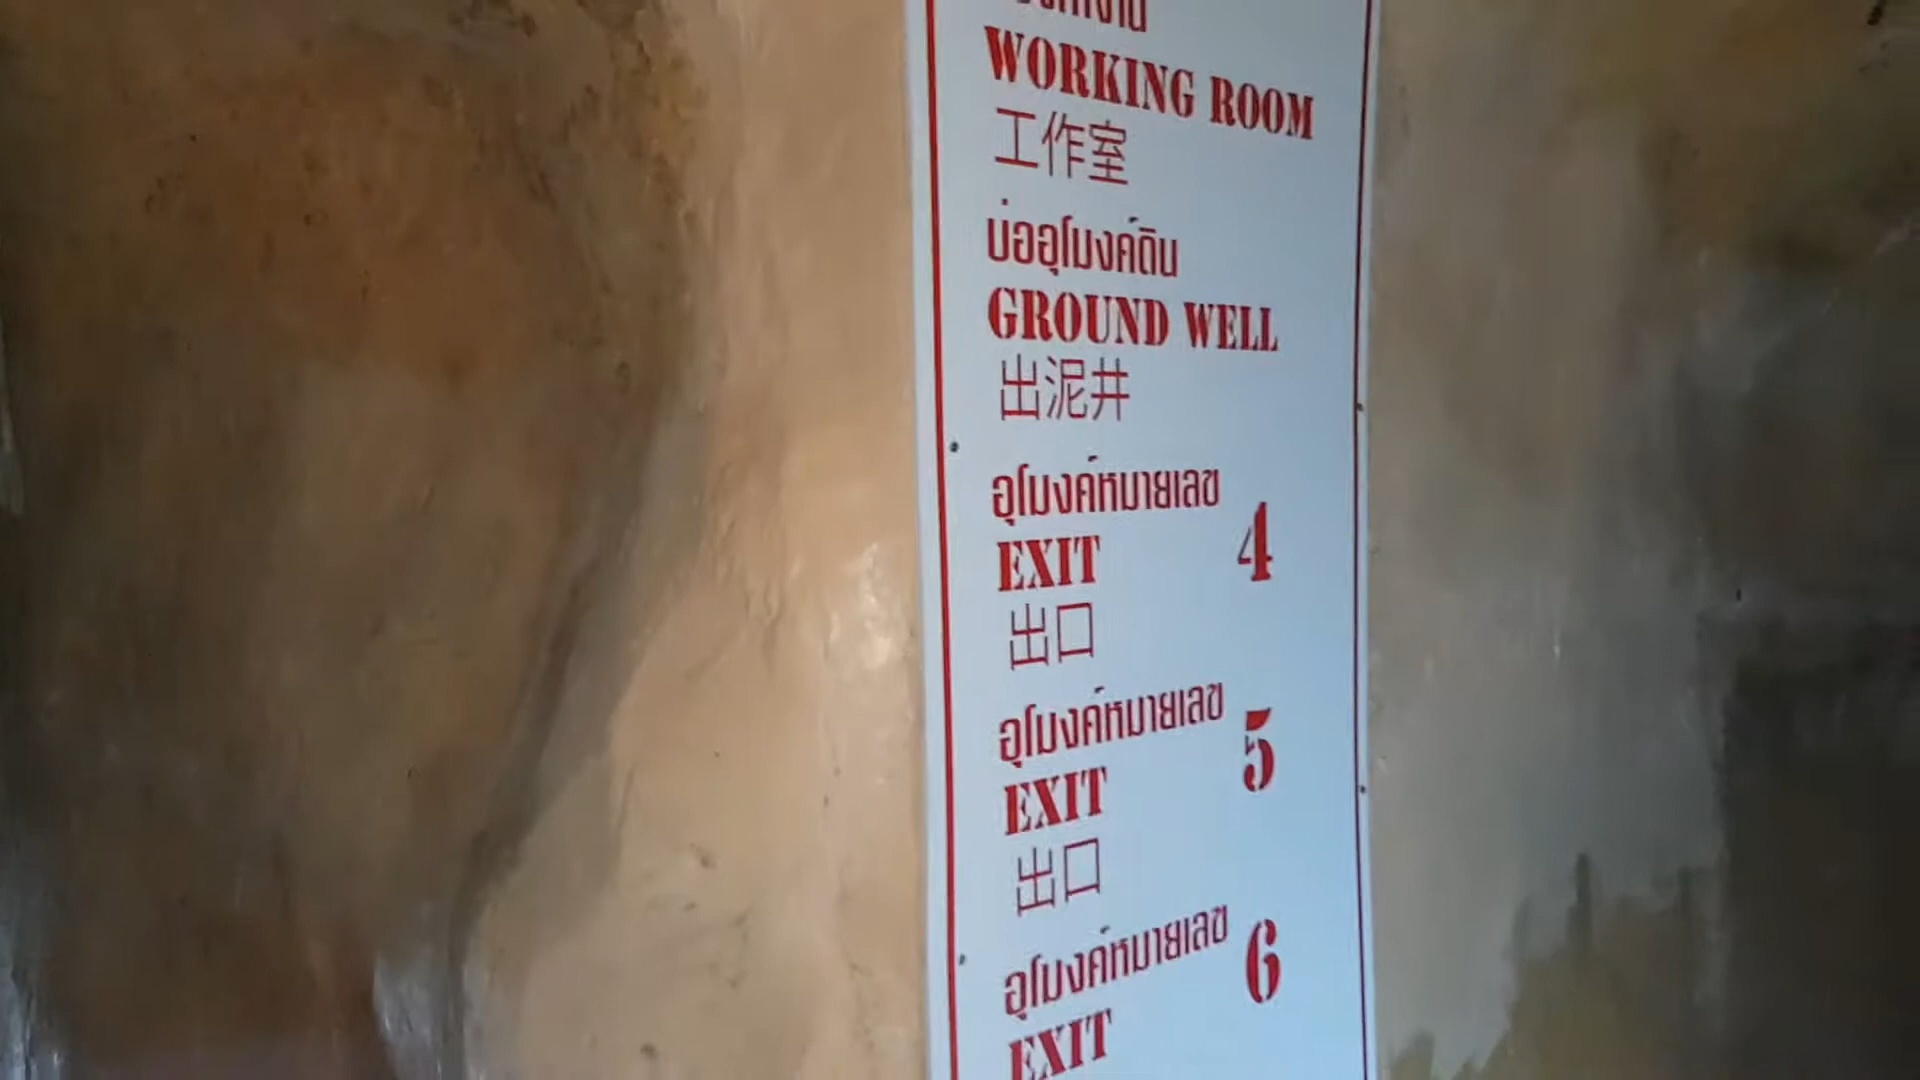 WORKING ROOM
工作室
บ่ออุโมงค์ดิน
GROUND WELL
出泥井
อุโมงค์หมายเลข 4
EXIT
出口
อุโมงค์หมายเลข 5
EXIT
出口
อุโมงค์หมายเลข 6
EXIT